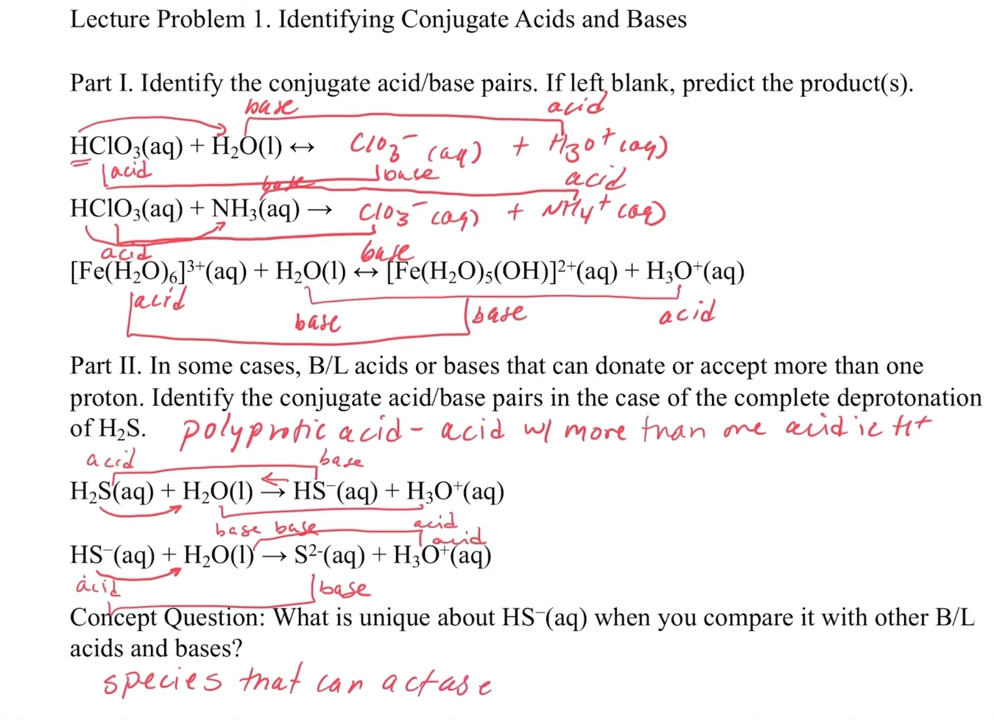 Lecture Problem 1. Identifying Conjugate Acids and Bases
Part I. Identify the conjugate acid/base pairs. If left blank, predict the product(s).
base acid
HClO₃(aq) + H₂O(l) ↔ ClO₃⁻ (aq) + H₃O⁺ (aq)
acid base acid
base
HClO₃(aq) + NH₃(aq) → ClO₃⁻ (aq) + NH₄⁺ (aq)
acid base
[Fe(H₂O)₆]³⁺(aq) + H₂O(l) ↔ [Fe(H₂O)₅(OH)]²⁺(aq) + H₃O⁺(aq)
acid base base acid
Part II. In some cases, B/L acids or bases that can donate or accept more than one
proton. Identify the conjugate acid/base pairs in the case of the complete deprotonation
of H₂S. polyprotic acid - acid w/ more than one acidic H+
acid base
H₂S(aq) + H₂O(l) → HS⁻(aq) + H₃O⁺(aq)
base base acid acid
HS⁻(aq) + H₂O(l) → S²⁻(aq) + H₃O⁺(aq)
acid base
Concept Question: What is unique about HS⁻(aq) when you compare it with other B/L
acids and bases?
species that can act as e